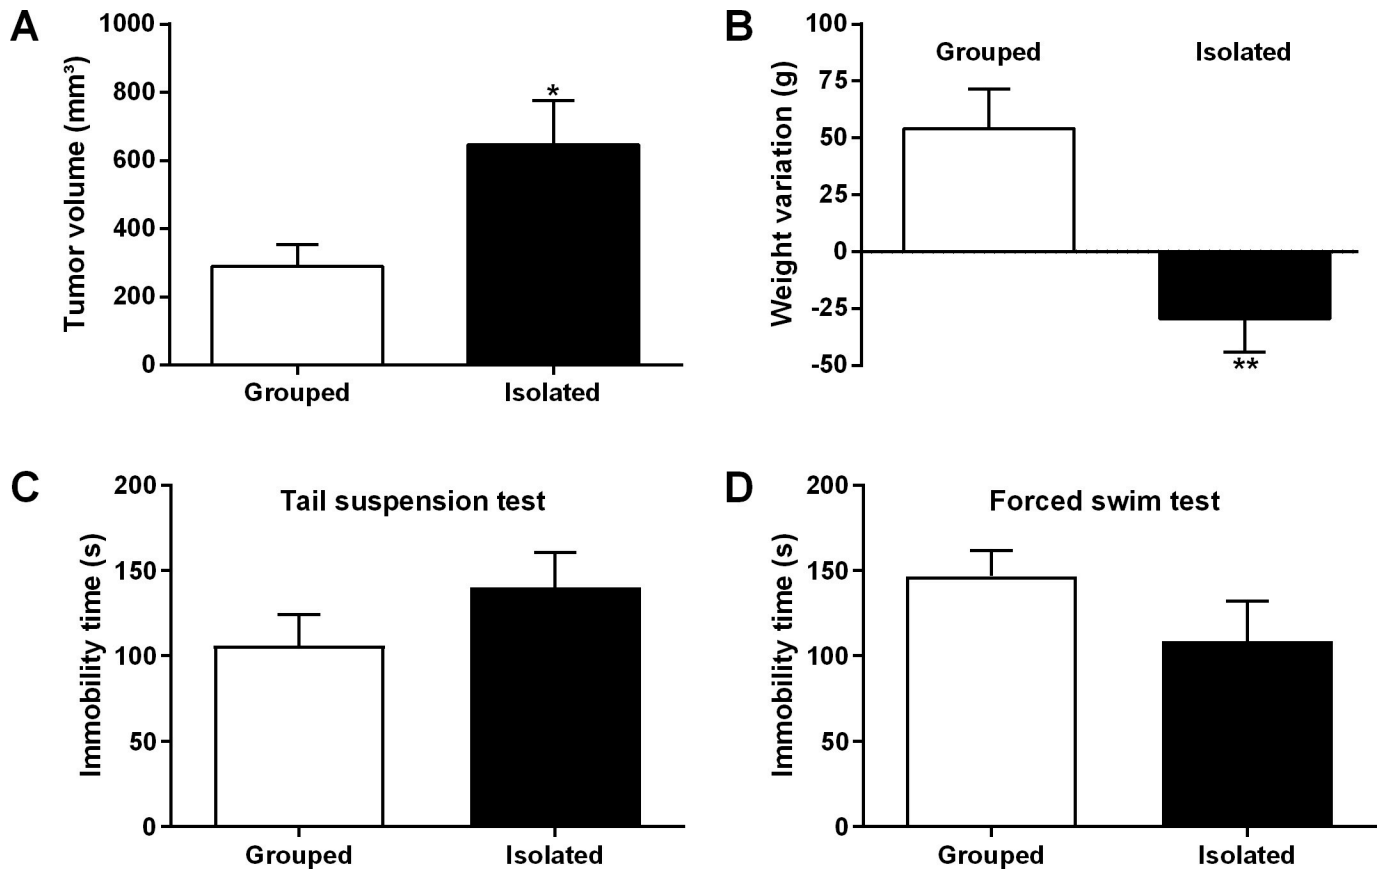 A
Tumor volume (mm³)
1000
800
600
400
200
0
*
Grouped
Isolated
B
Weight variation (g)
100
75
50
25
0
-25
-50
Grouped
Isolated
**
C
Tail suspension test
Immobility time (s)
200
150
100
50
0
Grouped
Isolated
D
Forced swim test
Immobility time (s)
200
150
100
50
0
Grouped
Isolated